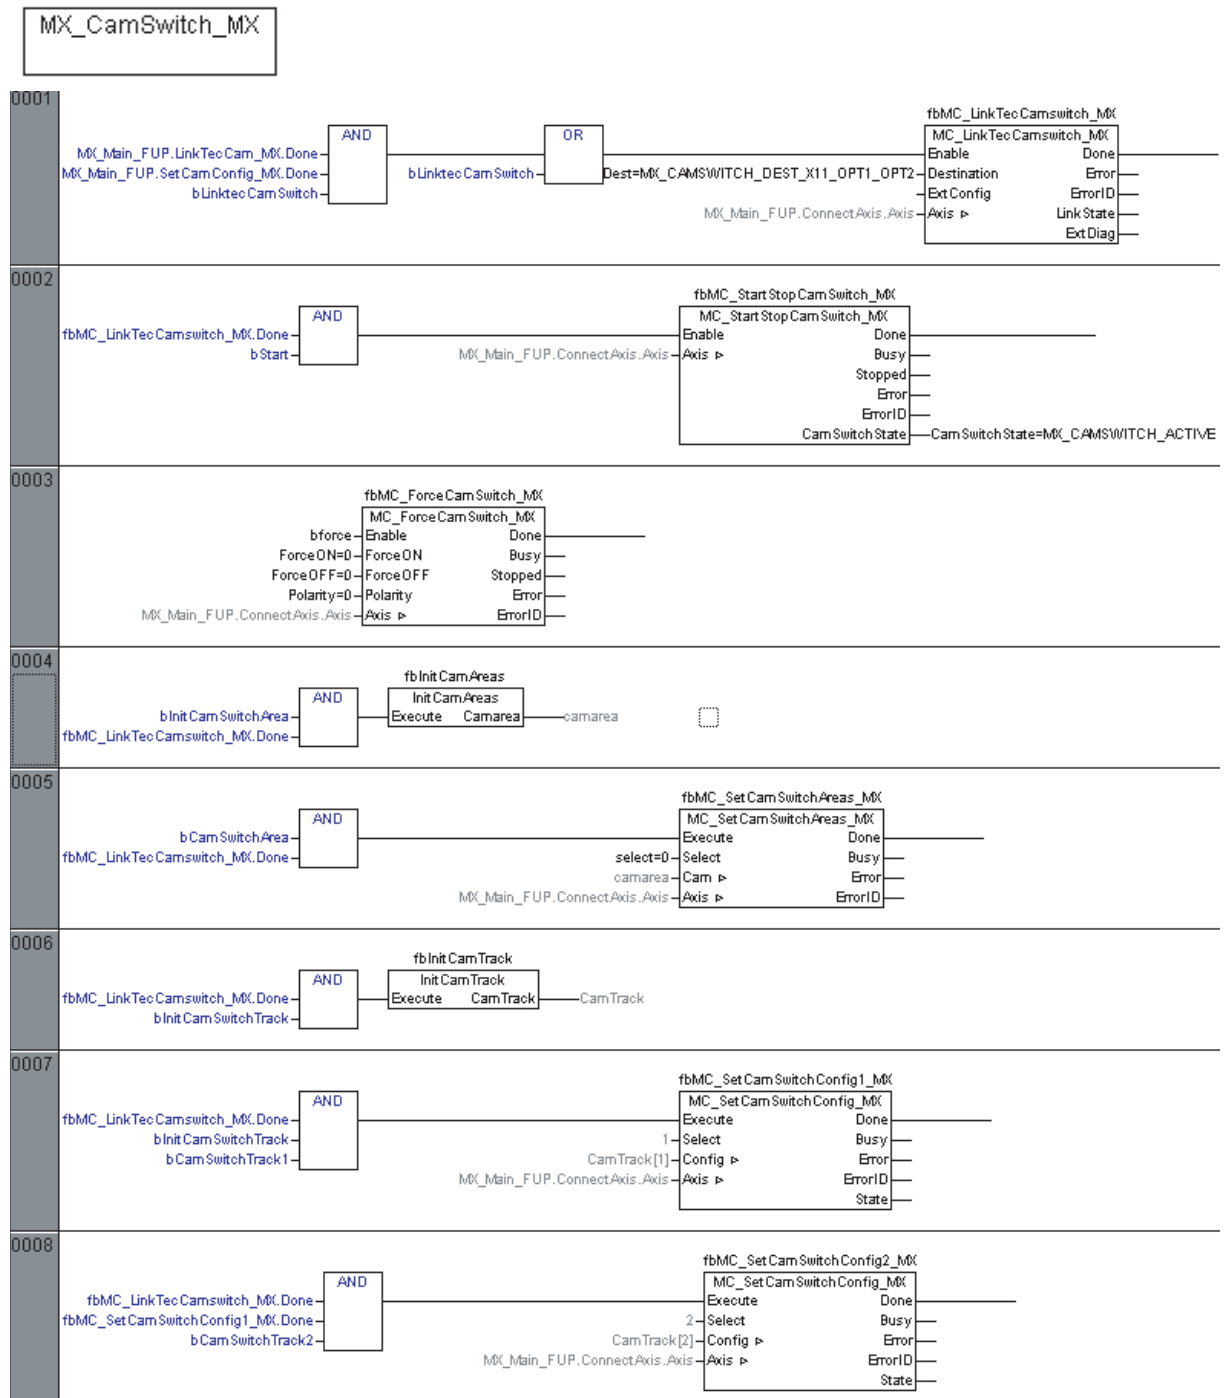 MX_CamSwitch_MX
0001
fbMC_LinkTecCamswitch_MX
AND OR MC_LinkTecCamswitch_MX
MX_Main_FUP.LinkTecCam_MX.Done Enable Done
MX_Main_FUP.SetCamConfig_MX.Done bLinktecCamSwitch Dest=MX_CAMSWITCH_DEST_X11_OPT1_OPT2 Destination Error
bLinktecCamSwitch ExtConfig ErrorID
MX_Main_FUP.ConnectAxis.Axis Axis LinkState
ExtDiag
0002
fbMC_StartStopCamSwitch_MX
AND MC_StartStopCamSwitch_MX
fbMC_LinkTecCamswitch_MX.Done Enable Done
bStart MX_Main_FUP.ConnectAxis.Axis Axis Busy
Stopped
Error
ErrorID
CamSwitchState CamSwitchState=MX_CAMSWITCH_ACTIVE
0003
fbMC_ForceCamSwitch_MX
MC_ForceCamSwitch_MX
bforce Enable Done
ForceON=0 ForceON Busy
ForceOFF=0 ForceOFF Stopped
Polarity=0 Polarity Error
MX_Main_FUP.ConnectAxis.Axis Axis ErrorID
0004
fbInitCamAreas
AND InitCamAreas
bInitCamSwitchArea Execute Camarea camarea
fbMC_LinkTecCamswitch_MX.Done
0005
fbMC_SetCamSwitchAreas_MX
AND MC_SetCamSwitchAreas_MX
bCamSwitchArea Execute Done
fbMC_LinkTecCamswitch_MX.Done select=0 Select Busy
camarea Cam Error
MX_Main_FUP.ConnectAxis.Axis Axis ErrorID
0006
fbInitCamTrack
AND InitCamTrack
fbMC_LinkTecCamswitch_MX.Done Execute CamTrack CamTrack
bInitCamSwitchTrack
0007
fbMC_SetCamSwitchConfig1_MX
AND MC_SetCamSwitchConfig_MX
fbMC_LinkTecCamswitch_MX.Done Execute Done
bInitCamSwitchTrack 1 Select Busy
bCamSwitchTrack1 CamTrack[1] Config Error
MX_Main_FUP.ConnectAxis.Axis Axis ErrorID
State
0008
fbMC_SetCamSwitchConfig2_MX
AND MC_SetCamSwitchConfig_MX
fbMC_LinkTecCamswitch_MX.Done Execute Done
fbMC_SetCamSwitchConfig1_MX.Done 2 Select Busy
bCamSwitchTrack2 CamTrack[2] Config Error
MX_Main_FUP.ConnectAxis.Axis Axis ErrorID
State